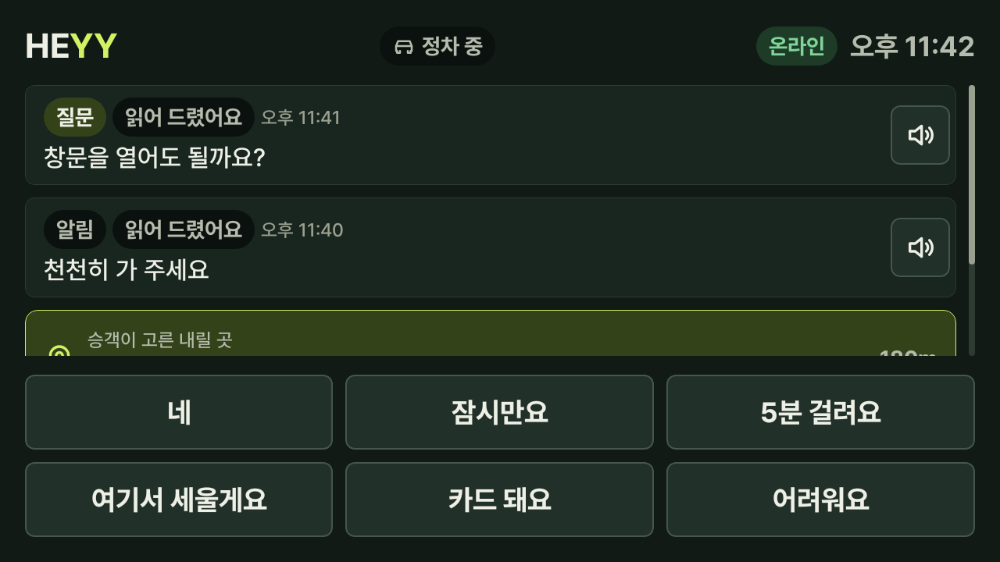 HEYY
정차 중
온라인 오후 11:42
질문 읽어 드렸어요 오후 11:41
창문을 열어도 될까요?
알림 읽어 드렸어요 오후 11:40
천천히 가 주세요
승객이 고른 내릴 곳
네
잠시만요
5분 걸려요
여기서 세울게요
카드 돼요
어려워요